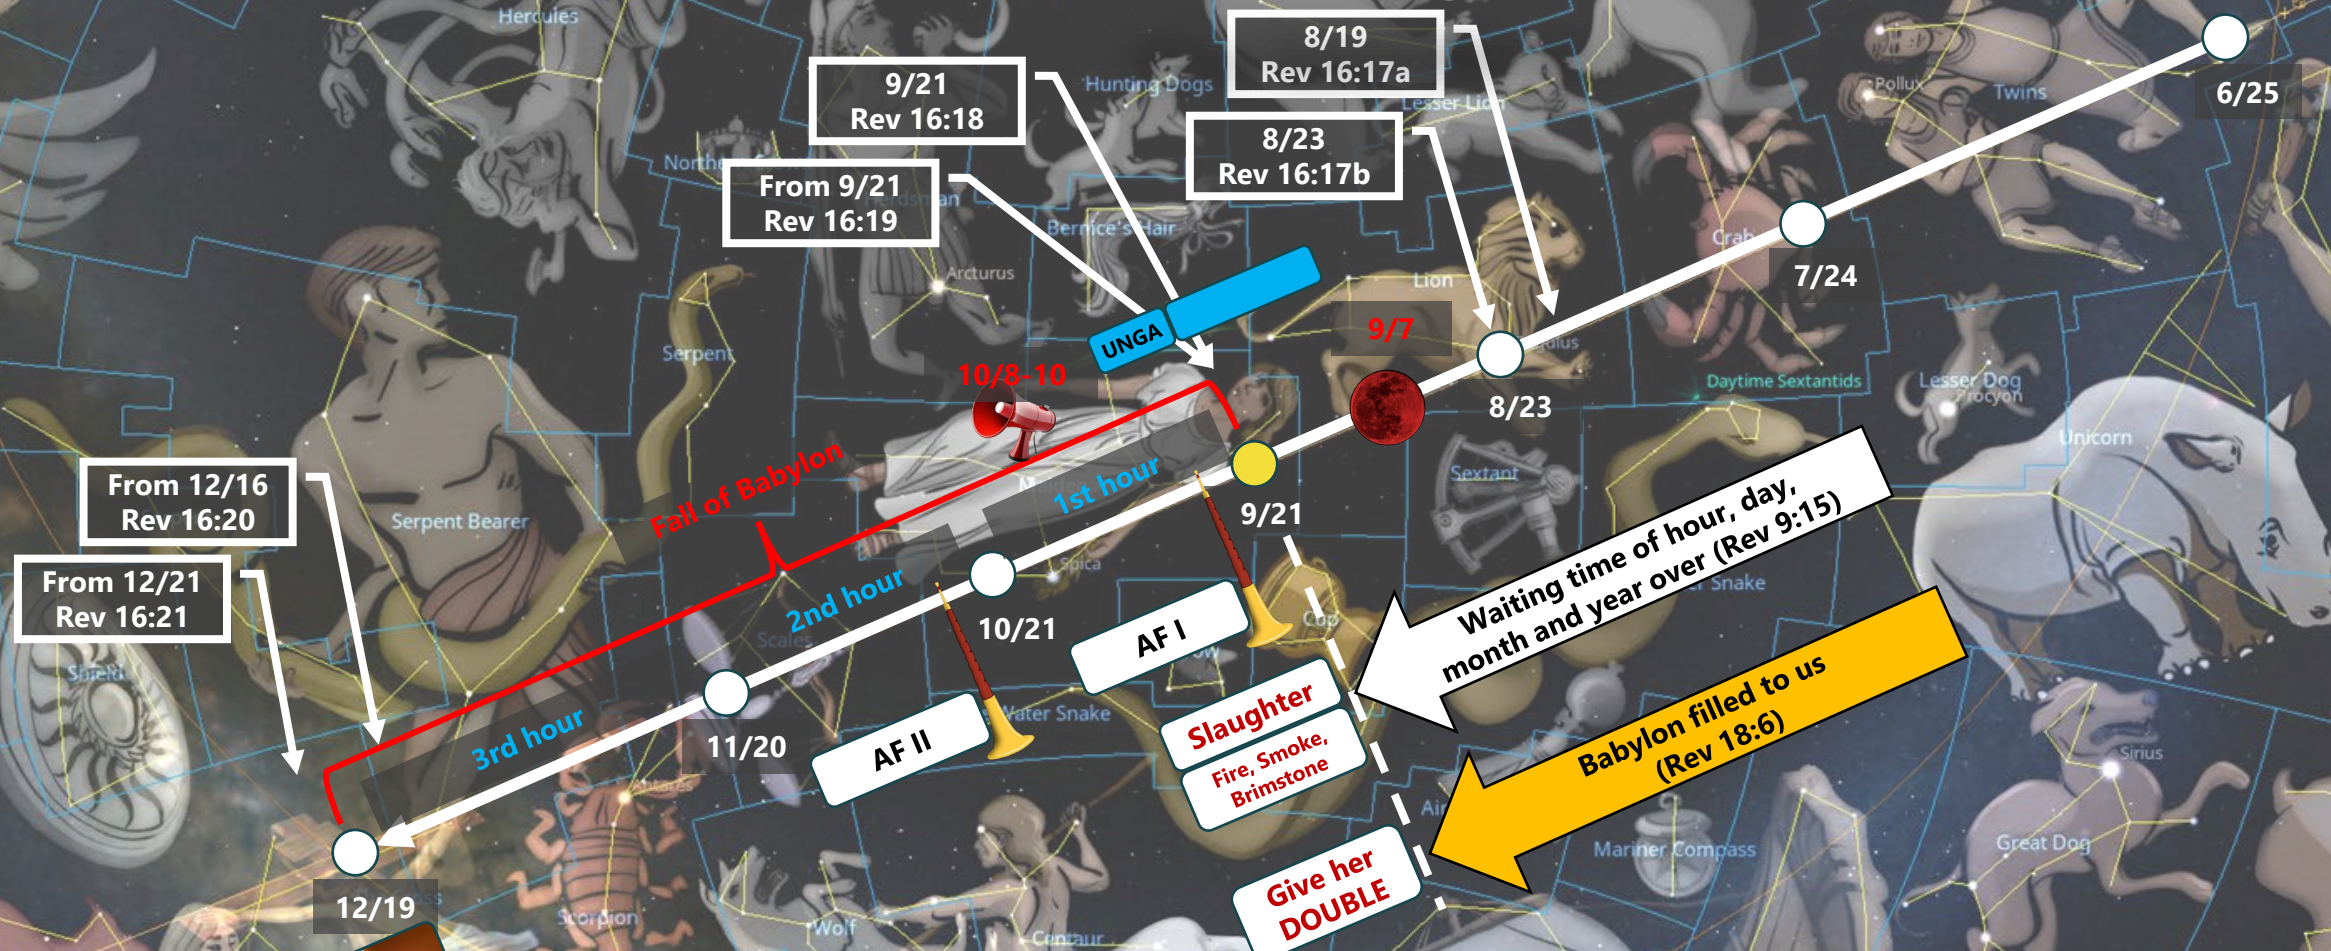 Hercules
8/19
Rev 16:17a
9/21
Rev 16:18
Hunting Dogs
Lesser Lion
Pollux
Twins
6/25
8/23
Rev 16:17b
From 9/21
Rev 16:19
Bernice's Hair
Crab
7/24
Arcturus
Lion
UNGA
9/7
Serpent
10/8-10
Daytime Sextantids
Lesser Dog
Procyon
8/23
Unicorn
Fall of Babylon
1st hour
Sextant
From 12/16
Rev 16:20
Serpent Bearer
9/21
Waiting time of hour, day,
month and year over (Rev 9:15)
Spica
2nd hour
From 12/21
Rev 16:21
10/21
AF I
Cup
Scales
Shield
Slaughter
Fire, Smoke,
Brimstone
Babylon filled to us
(Rev 18:6)
Water Snake
3rd hour
11/20
AF II
Antares
Sirius
Mariner Compass
Great Dog
Give her
DOUBLE
12/19
Scorpion
Wolf
Centaur